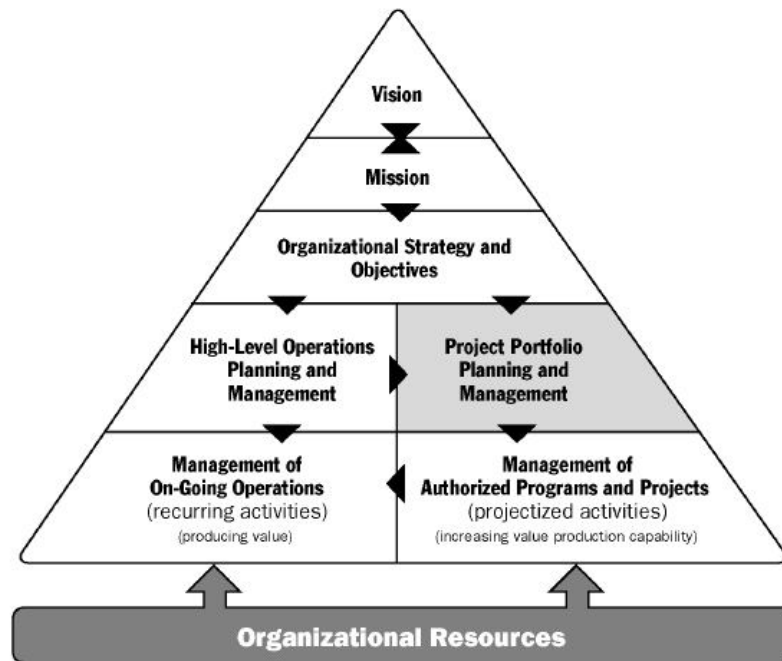 Vision
Mission
Organizational Strategy and
Objectives
High-Level Operations
Planning and
Management
Project Portfolio
Planning and
Management
Management of
On-Going Operations
(recurring activities)
(producing value)
Management of
Authorized Programs and Projects
(projectized activities)
(increasing value production capability)
Organizational Resources